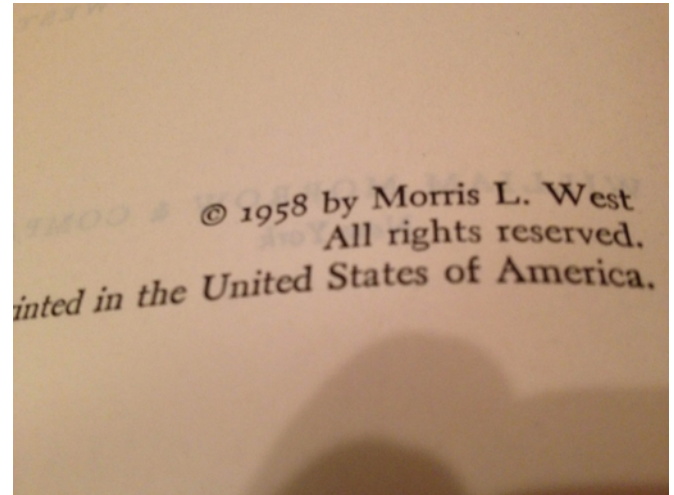 © 1958 by Morris L. West
All rights reserved.
inted in the United States of America.